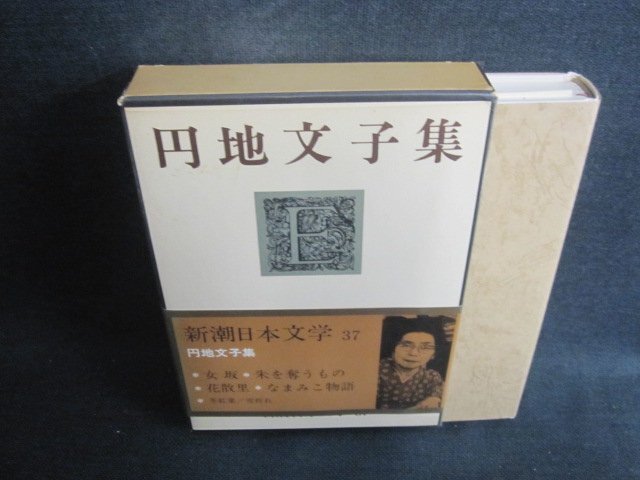 円地文子集
E
新潮日本文学 37
円地文子集
• 女坂 • 朱を奪うもの
• 花散里 • なまみこ物語